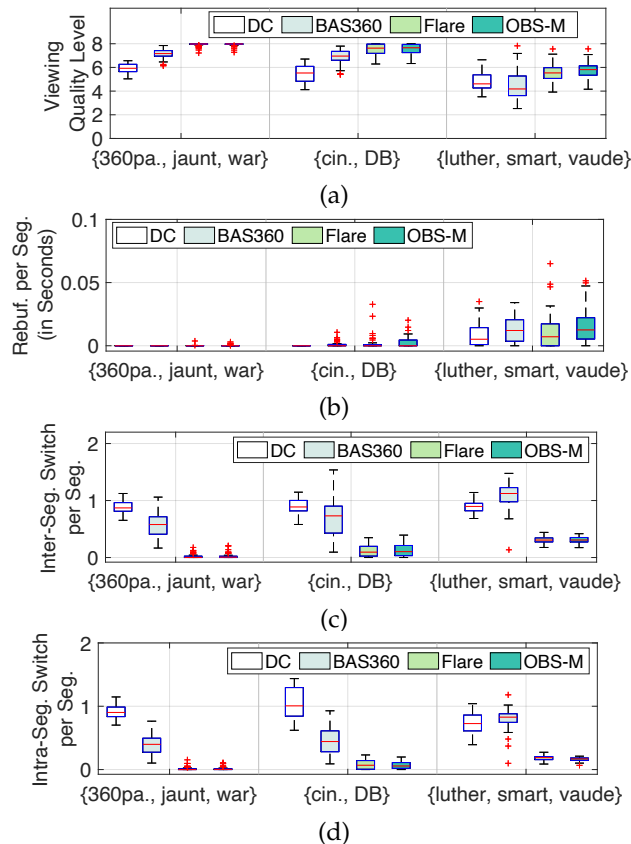 DC BAS360 Flare OBS-M
Viewing
Quality Level
8
6
4
2
0
{360pa., jaunt, war} {cin., DB} {luther, smart, vaude}
(a)
DC BAS360 Flare OBS-M
Rebuf. per Seg.
(in Seconds)
0.1
0.05
0
{360pa., jaunt, war} {cin., DB} {luther, smart, vaude}
(b)
DC BAS360 Flare OBS-M
Inter-Seg. Switch
per Seg.
2
1
0
{360pa., jaunt, war} {cin., DB} {luther, smart, vaude}
(c)
DC BAS360 Flare OBS-M
Intra-Seg. Switch
per Seg.
2
1
0
{360pa., jaunt, war} {cin., DB} {luther, smart, vaude}
(d)